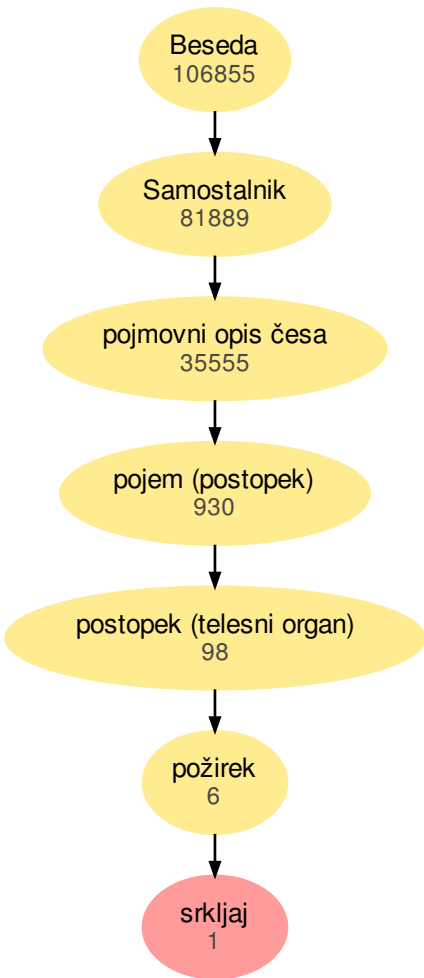 Beseda
106855
Samostalnik
81889
pojmovni opis česa
35555
pojem (postopek)
930
postopek (telesni organ)
98
požirek
6
srkljaj
1